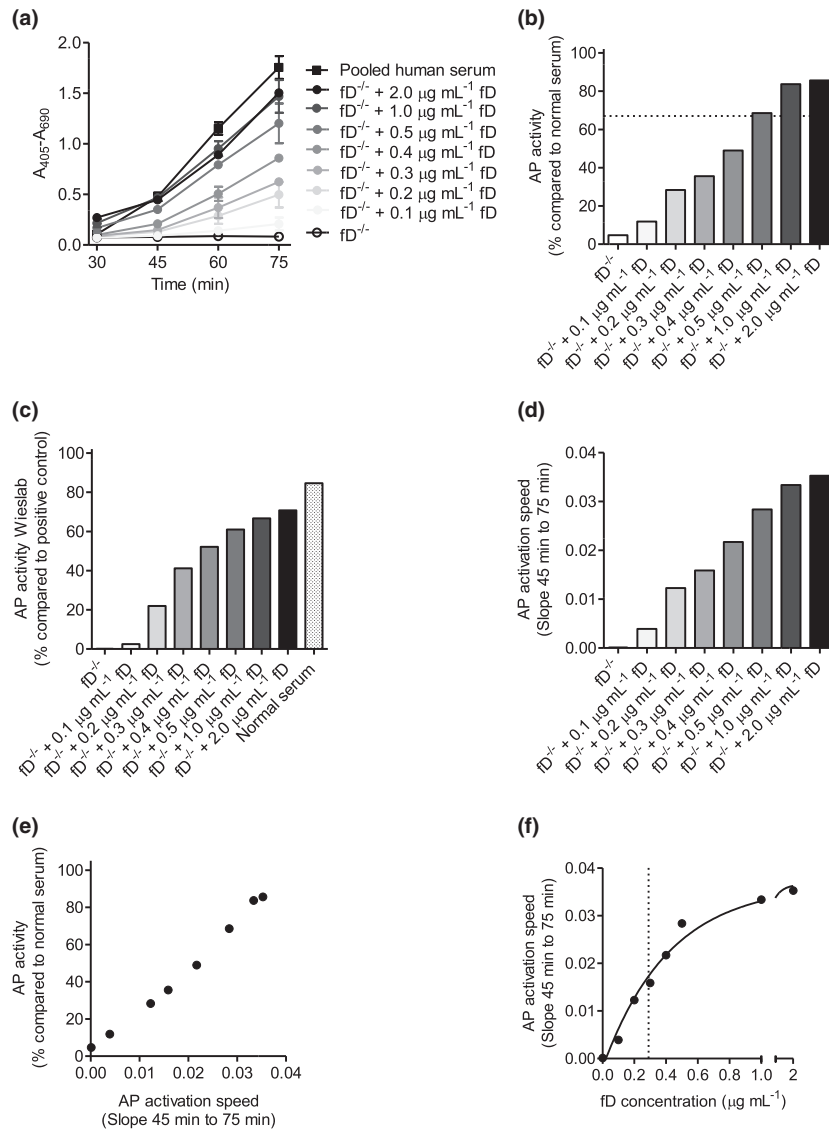 (a)
A405-A690
2.0
1.5
1.0
0.5
0.0
30 45 60 75
Time (min)
Pooled human serum
fD-/- + 2.0 μg mL-1 fD
fD-/- + 1.0 μg mL-1 fD
fD-/- + 0.5 μg mL-1 fD
fD-/- + 0.4 μg mL-1 fD
fD-/- + 0.3 μg mL-1 fD
fD-/- + 0.2 μg mL-1 fD
fD-/- + 0.1 μg mL-1 fD
fD-/-
(b)
AP activity
(% compared to normal serum)
100
80
60
40
20
0
fD-/-
fD-/- + 0.1 μg mL-1 fD
fD-/- + 0.2 μg mL-1 fD
fD-/- + 0.3 μg mL-1 fD
fD-/- + 0.4 μg mL-1 fD
fD-/- + 0.5 μg mL-1 fD
fD-/- + 1.0 μg mL-1 fD
fD-/- + 2.0 μg mL-1 fD
(c)
AP activity Wieslab
(% compared to positive control)
100
80
60
40
20
0
fD-/-
fD-/- + 0.1 μg mL-1 fD
fD-/- + 0.2 μg mL-1 fD
fD-/- + 0.3 μg mL-1 fD
fD-/- + 0.4 μg mL-1 fD
fD-/- + 0.5 μg mL-1 fD
fD-/- + 1.0 μg mL-1 fD
fD-/- + 2.0 μg mL-1 fD
Normal serum
(d)
AP activation speed
(Slope 45 min to 75 min)
0.04
0.03
0.02
0.01
0.00
fD-/-
fD-/- + 0.1 μg mL-1 fD
fD-/- + 0.2 μg mL-1 fD
fD-/- + 0.3 μg mL-1 fD
fD-/- + 0.4 μg mL-1 fD
fD-/- + 0.5 μg mL-1 fD
fD-/- + 1.0 μg mL-1 fD
fD-/- + 2.0 μg mL-1 fD
(e)
AP activity
(% compared to normal serum)
100
80
60
40
20
0
0.00 0.01 0.02 0.03 0.04
AP activation speed
(Slope 45 min to 75 min)
(f)
AP activation speed
(Slope 45 min to 75 min)
0.04
0.03
0.02
0.01
0.00
0.0 0.2 0.4 0.6 0.8 1.0 2
fD concentration (μg mL-1)